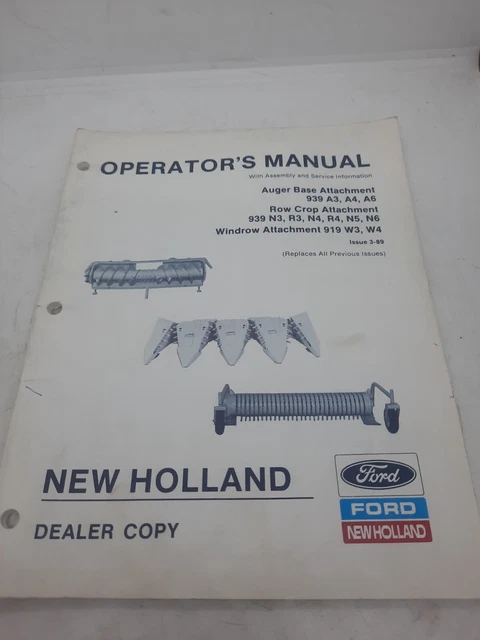 OPERATOR'S MANUAL
With Assembly and Service Information
Auger Base Attachment
939 A3, A4, A6
Row Crop Attachment
939 N3, R3, N4, R4, N5, N6
Windrow Attachment 919 W3, W4
Issue 3-89
(Replaces All Previous Issues)
NEW HOLLAND
DEALER COPY
Ford
FORD
NEW HOLLAND